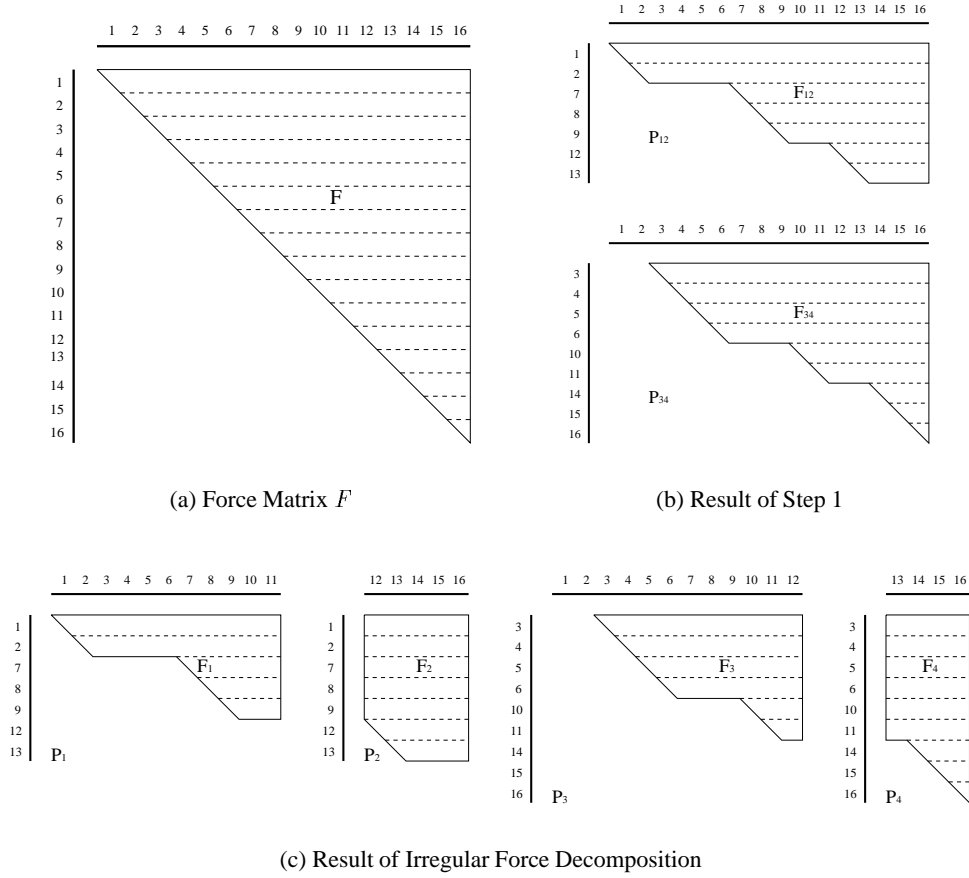 1 2 3 4 5 6 7 8 9 10 11 12 13 14 15 16
1
2
3
4
5
6
7
8
9
10
11
12
13
14
15
16
F
(a) Force Matrix F
1 2 3 4 5 6 7 8 9 10 11 12 13 14 15 16
1
2
7
8
9
12
13
F12
P12
1 2 3 4 5 6 7 8 9 10 11 12 13 14 15 16
3
4
5
6
10
11
14
15
16
F34
P34
(b) Result of Step 1
1 2 3 4 5 6 7 8 9 10 11
1
2
7
8
9
12
13
F1
P1
12 13 14 15 16
1
2
7
8
9
12
13
F2
P2
1 2 3 4 5 6 7 8 9 10 11 12
3
4
5
6
10
11
14
15
16
F3
P3
13 14 15 16
3
4
5
6
10
11
14
15
16
F4
P4
(c) Result of Irregular Force Decomposition